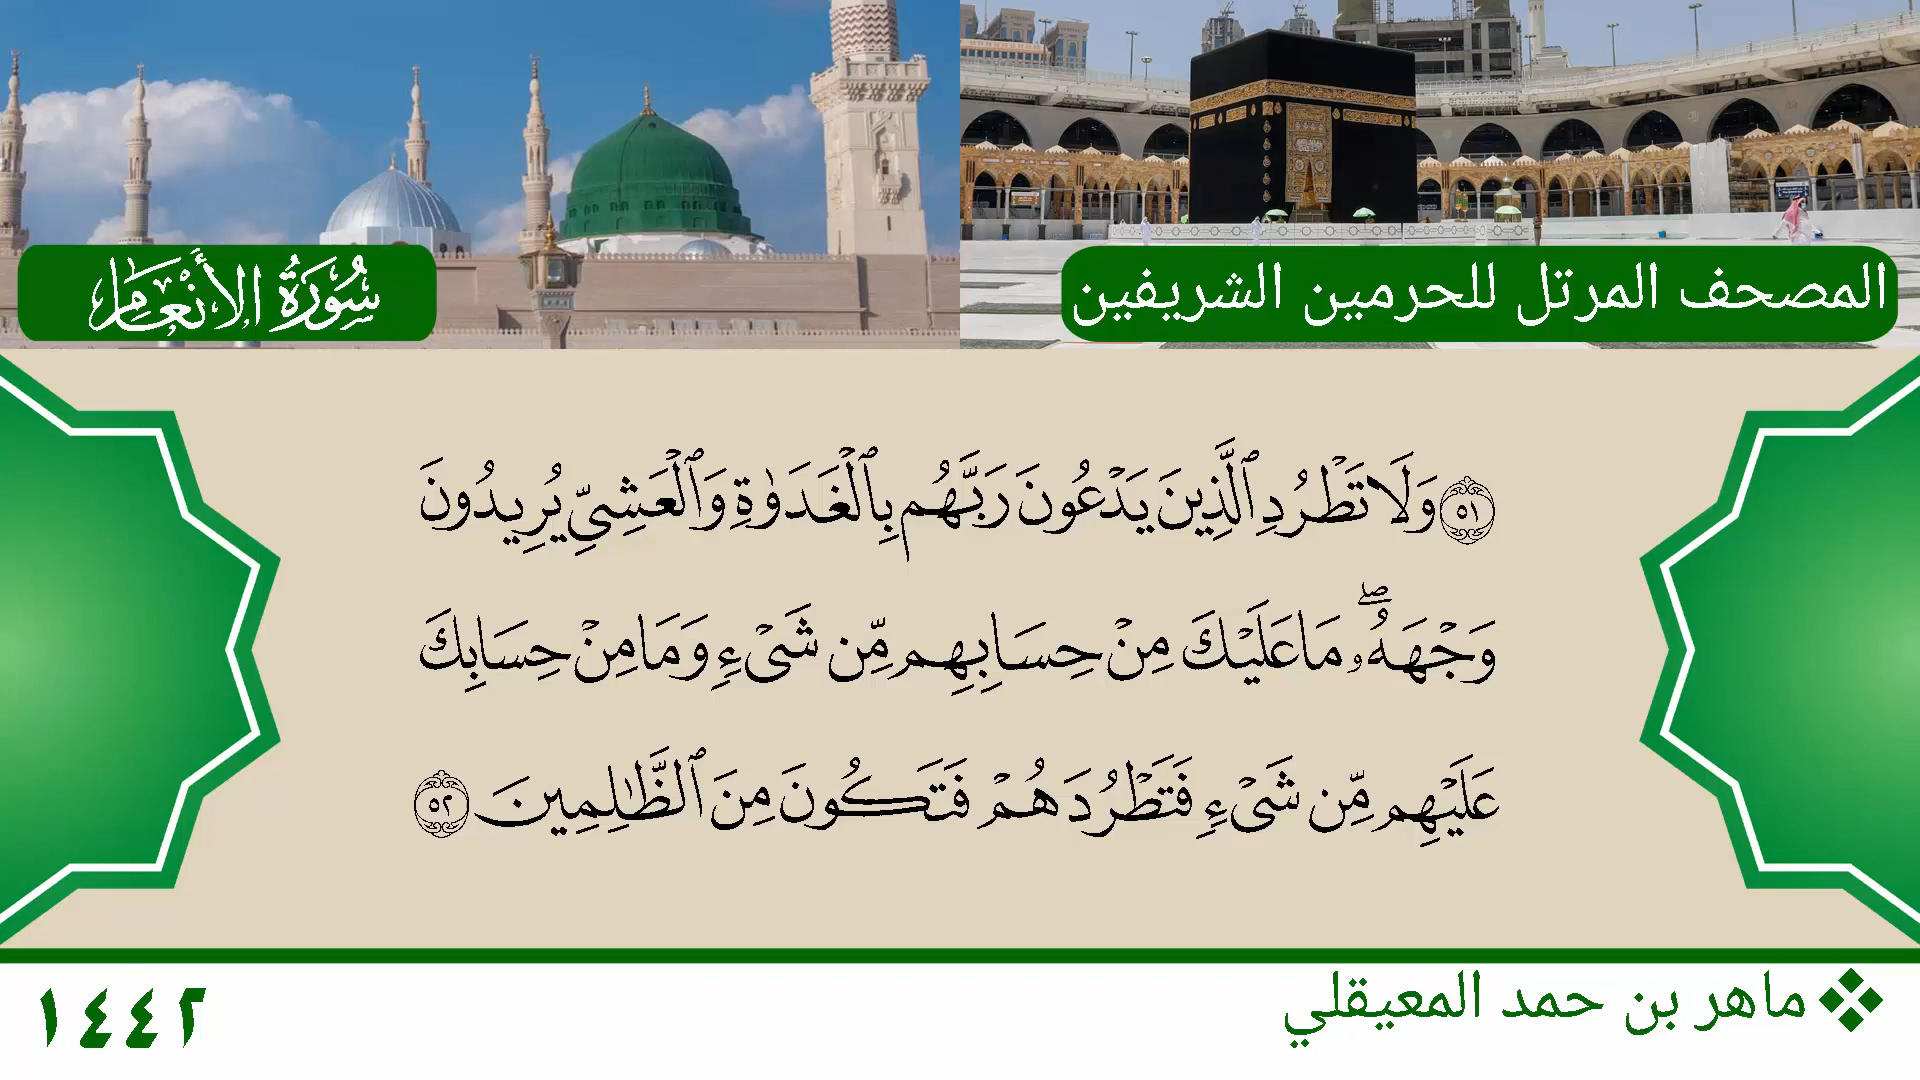 المصحف المرتل للحرمين الشريفين
سُورَةُ الأَنْعَامِ
۝٥١ وَلَا تَطْرُدِ ٱلَّذِينَ يَدْعُونَ رَبَّهُم بِٱلْغَدَوٰةِ وَٱلْعَشِىِّ يُرِيدُونَ
وَجْهَهُۥۖ مَا عَلَيْكَ مِنْ حِسَابِهِم مِّن شَىْءٍ وَمَا مِنْ حِسَابِكَ
عَلَيْهِم مِّن شَىْءٍ فَتَطْرُدَهُمْ فَتَكُونَ مِنَ ٱلظَّـٰلِمِينَ ۝٥٢
ماهر بن حمد المعيقلي
١٤٤٢